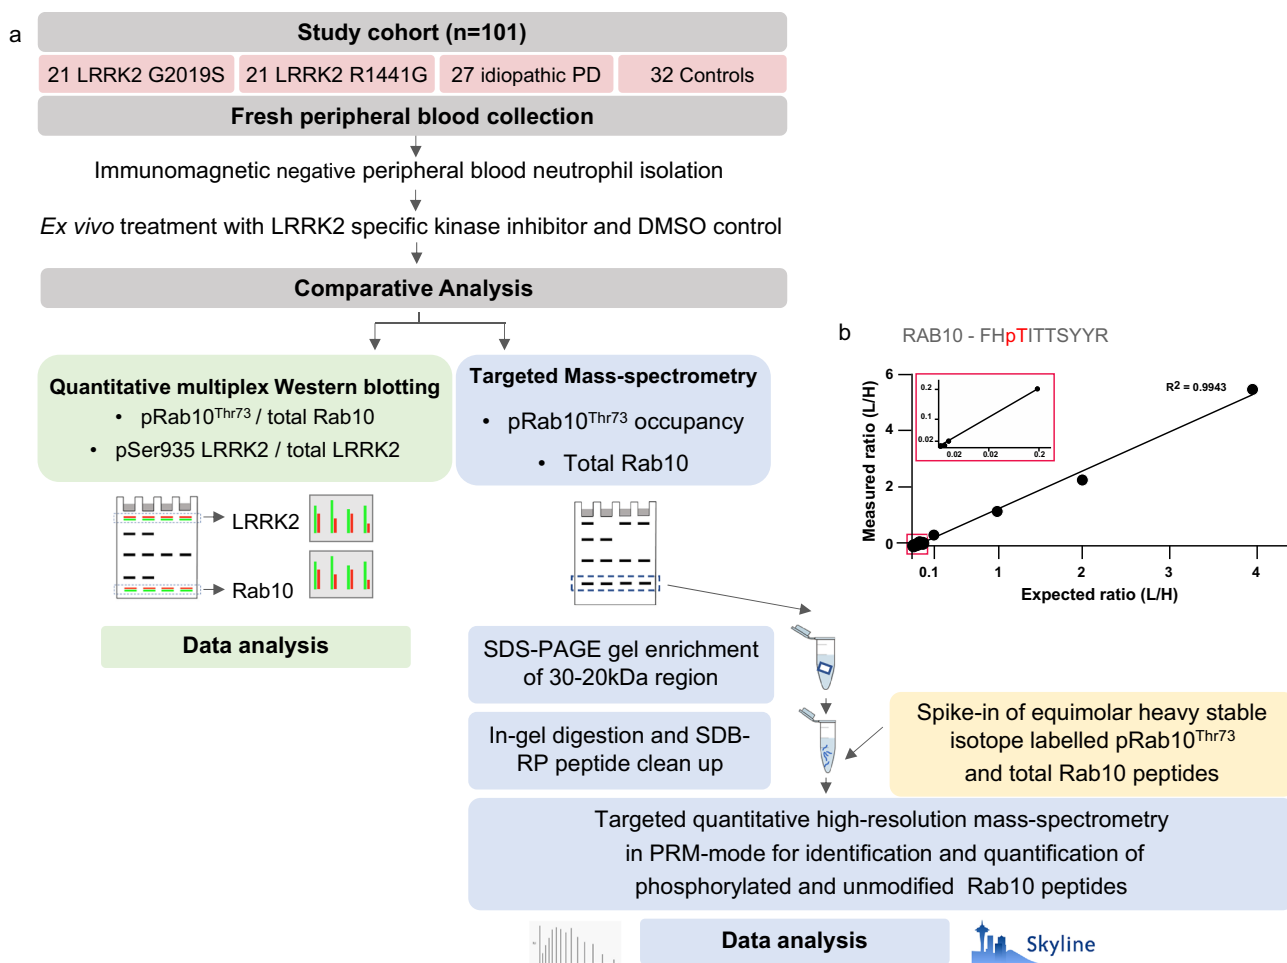 a
Study cohort (n=101)
21 LRRK2 G2019S
21 LRRK2 R1441G
27 idiopathic PD
32 Controls
Fresh peripheral blood collection
Immunomagnetic negative peripheral blood neutrophil isolation
Ex vivo treatment with LRRK2 specific kinase inhibitor and DMSO control
Comparative Analysis
Quantitative multiplex Western blotting
• pRab10Thr73 / total Rab10
• pSer935 LRRK2 / total LRRK2
LRRK2
Rab10
Data analysis
Targeted Mass-spectrometry
• pRab10Thr73 occupancy
• Total Rab10
SDS-PAGE gel enrichment
of 30-20kDa region
In-gel digestion and SDB-
RP peptide clean up
Spike-in of equimolar heavy stable
isotope labelled pRab10Thr73
and total Rab10 peptides
Targeted quantitative high-resolution mass-spectrometry
in PRM-mode for identification and quantification of
phosphorylated and unmodified Rab10 peptides
Data analysis
Skyline
b
RAB10 - FHpTITTSYYR
Measured ratio (L/H)
6
4
2
0
R2 = 0.9943
0.2
0.1
0.02
0.02 0.02 0.2
0.1 1 2 3 4
Expected ratio (L/H)